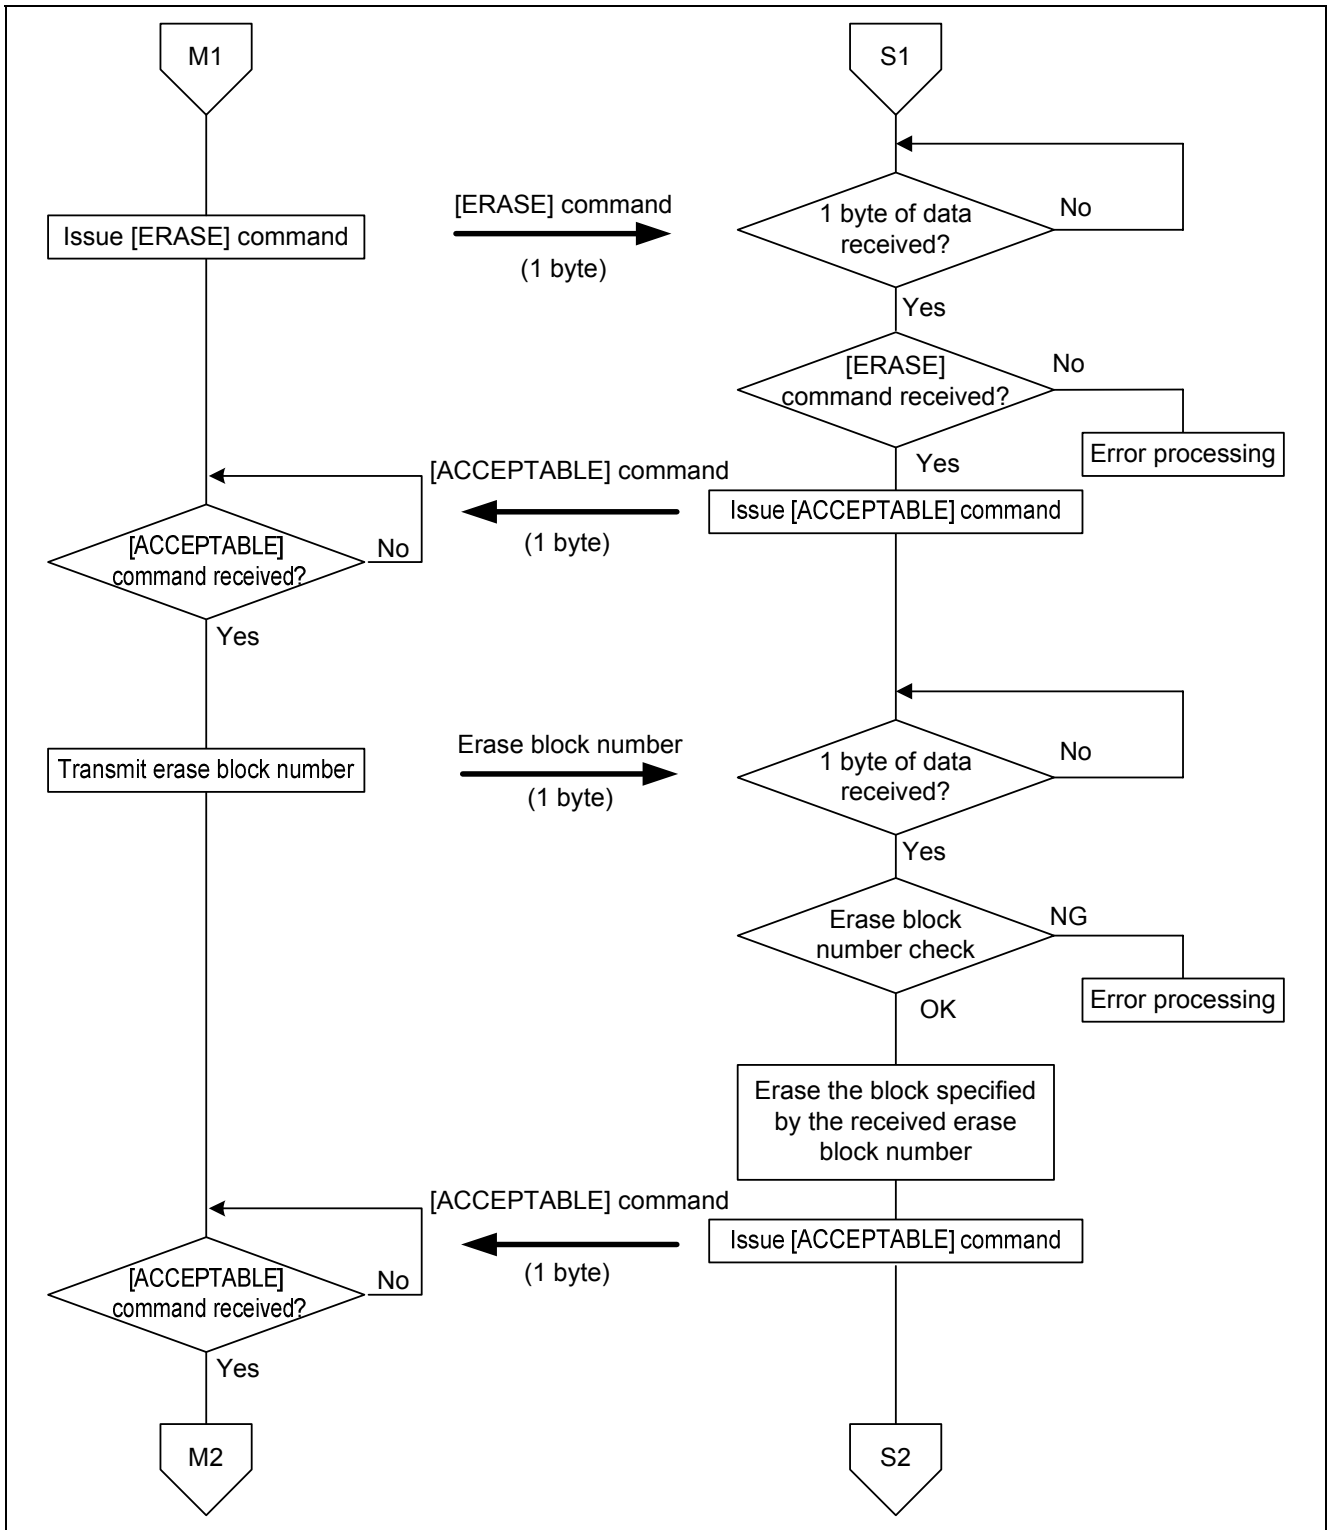 M1
S1
[ERASE] command
(1 byte)
Issue [ERASE] command
1 byte of data
received?
No
Yes
[ERASE]
command received?
No
Error processing
Yes
[ACCEPTABLE] command
(1 byte)
Issue [ACCEPTABLE] command
[ACCEPTABLE]
command received?
No
Yes
Transmit erase block number
Erase block number
(1 byte)
1 byte of data
received?
No
Yes
Erase block
number check
NG
Error processing
OK
Erase the block specified
by the received erase
block number
[ACCEPTABLE] command
(1 byte)
Issue [ACCEPTABLE] command
[ACCEPTABLE]
command received?
No
Yes
M2
S2